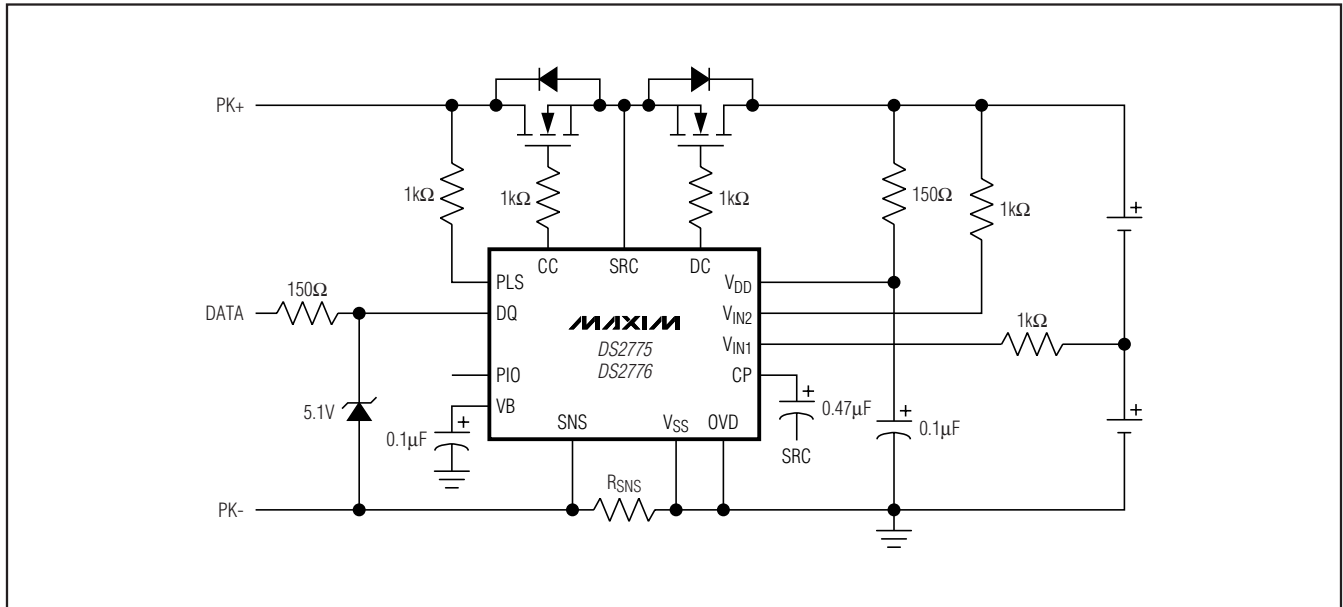 PK+
1kΩ
1kΩ
1kΩ
150Ω
1kΩ
+
CC
SRC
DC
PLS
VDD
150Ω
DATA
DQ
MAXIM
VIN2
1kΩ
DS2775
VIN1
DS2776
PIO
CP
+
5.1V
VB
0.47µF
+
+
+
0.1µF
SNS
VSS
OVD
0.1µF
SRC
RSNS
PK-